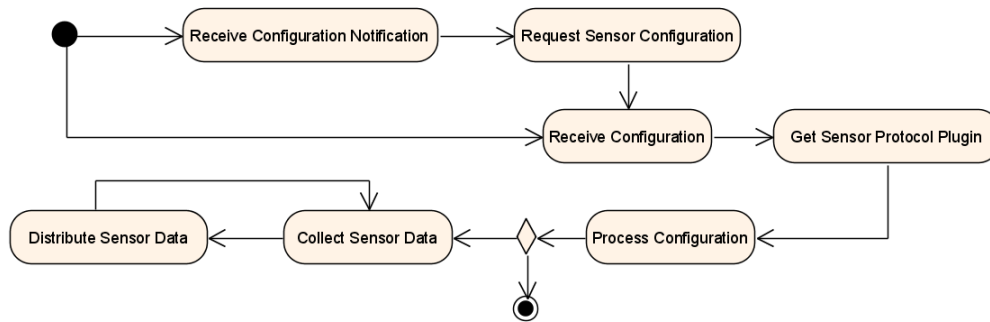 Receive Configuration Notification
Request Sensor Configuration
Receive Configuration
Get Sensor Protocol Plugin
Distribute Sensor Data
Collect Sensor Data
Process Configuration